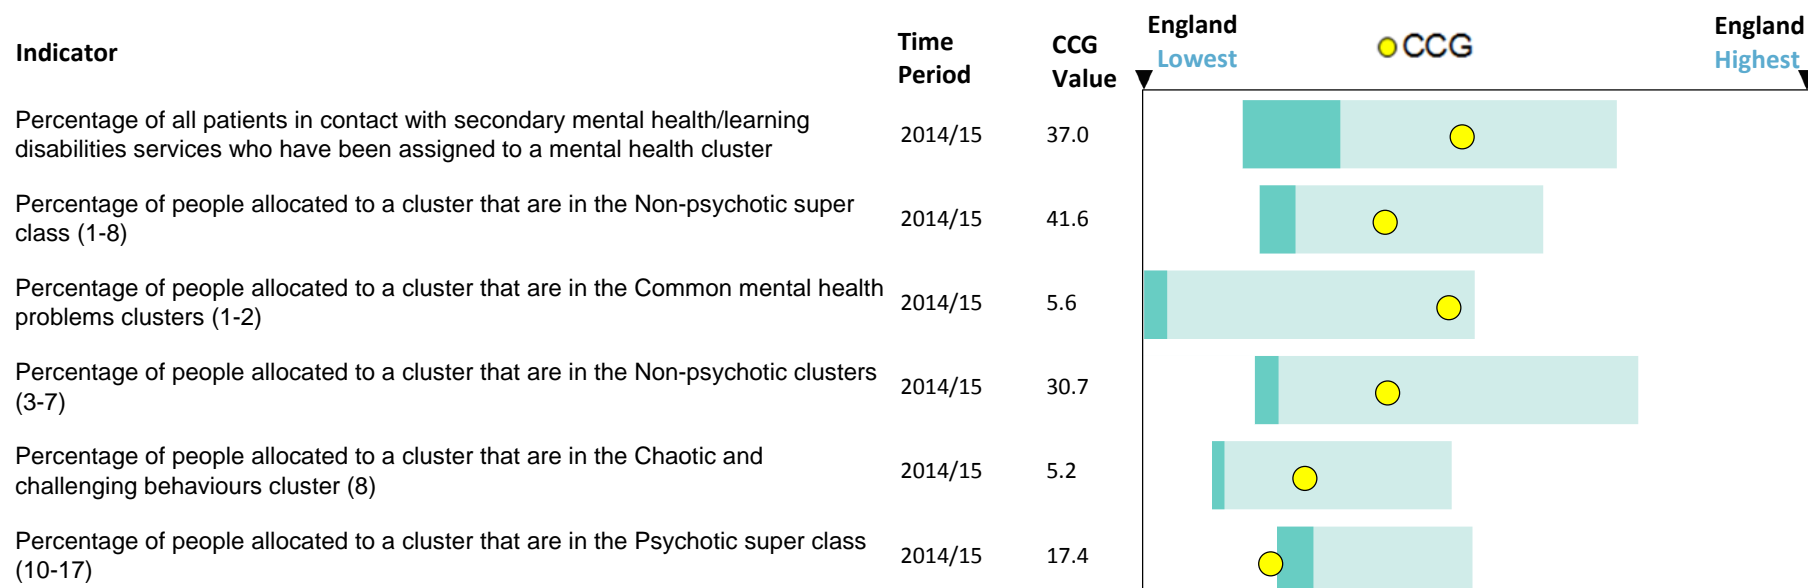 Indicator
Time
Period
CCG
Value
England
Lowest
CCG
England
Highest
Percentage of all patients in contact with secondary mental health/learning
disabilities services who have been assigned to a mental health cluster
2014/15
37.0
Percentage of people allocated to a cluster that are in the Non-psychotic super
class (1-8)
2014/15
41.6
Percentage of people allocated to a cluster that are in the Common mental health
problems clusters (1-2)
2014/15
5.6
Percentage of people allocated to a cluster that are in the Non-psychotic clusters
(3-7)
2014/15
30.7
Percentage of people allocated to a cluster that are in the Chaotic and
challenging behaviours cluster (8)
2014/15
5.2
Percentage of people allocated to a cluster that are in the Psychotic super class
(10-17)
2014/15
17.4